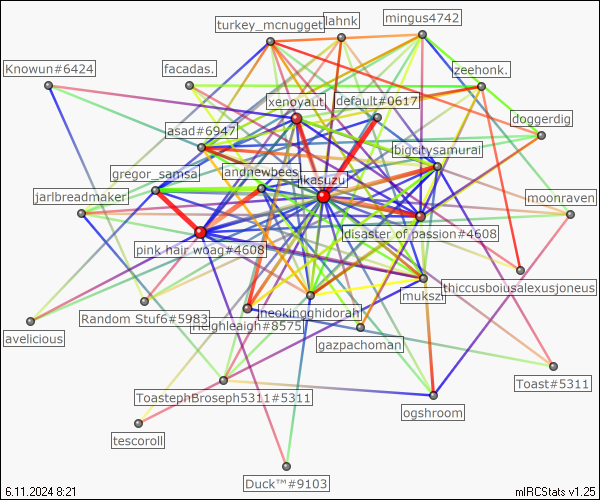 lahnk
mingus4742
turkey_mcnugget
Knowun#6424
facadas.
zeehonk.
xenoyaut
default#0617
doggerdig
asad#6947
bigcitysamurai
gregor_samsa
andnewbees
ikasuzu
jarlbreadmaker
moonraven
disaster of passion#4608
pink hair woag#4608
thiccusboiusalexusjoneus
mukszi
neokingghidorah
Random Stuf6#5983
heighleigh#8575
avelicious
gazpachoman
Toast#5311
ToastephBroseph5311#5311
ogshroom
tescoroll
Duck™#9103
6.11.2024 8:21
mIRCStats v1.25